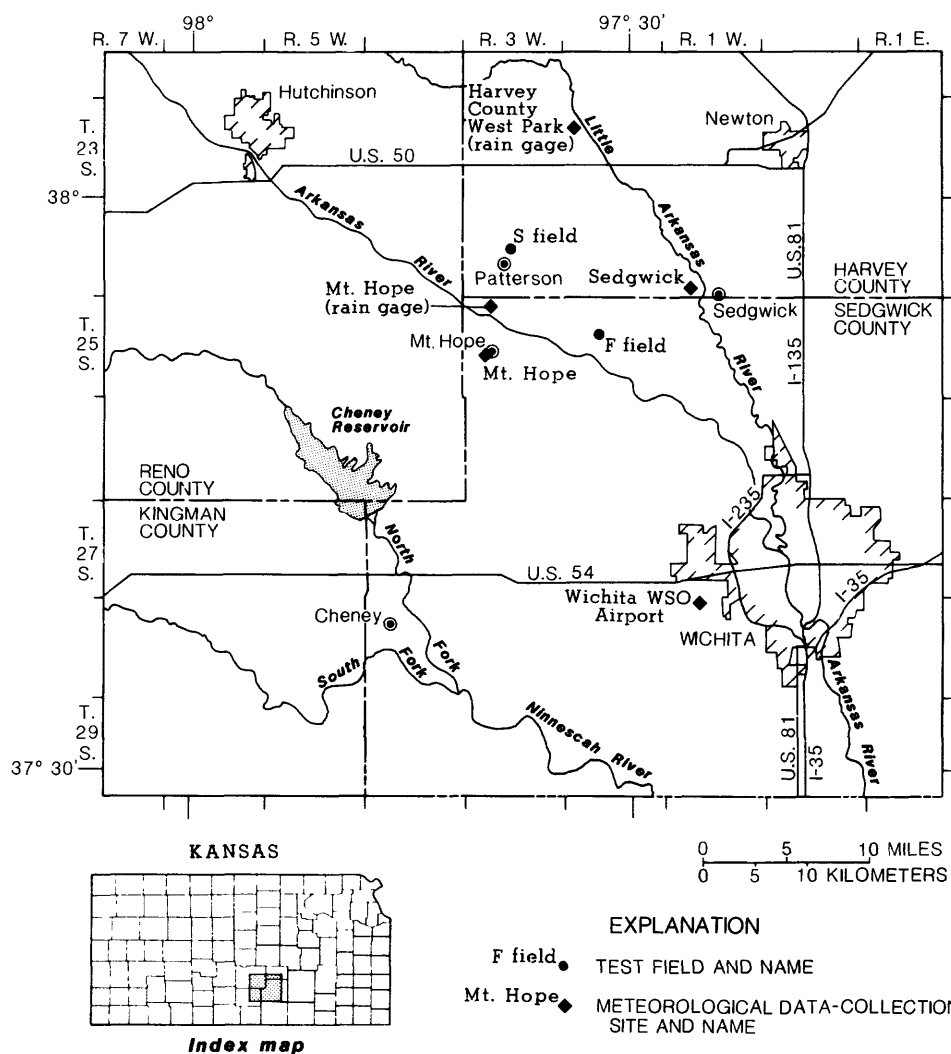 98°
97° 30'
R. 7 W.
R. 5 W.
R. 3 W.
R. 1 W.
R. 1 E.
Hutchinson
Harvey
County
West Park
(rain gage)
Little
Newton
T.
23
S.
U.S. 50
38°
Arkansas
River
S field
Patterson
Arkansas
River
U.S.81
I-135
Sedgwick
Sedgwick
HARVEY
COUNTY
SEDGWICK
COUNTY
Mt. Hope
(rain gage)
T.
25
S.
Mt. Hope
Mt. Hope
F field
Cheney
Reservoir
RENO
COUNTY
KINGMAN
COUNTY
I-235
T.
27
S.
North
Fork
U.S. 54
I-35
Wichita WSO
Airport
WICHITA
Cheney
South
Fork
Ninnescah River
Arkansas
River
T.
29
S.
37° 30'
U.S. 81
I-35
KANSAS
Index map
0 5 10 MILES
0 5 10 KILOMETERS
EXPLANATION
F field
TEST FIELD AND NAME
Mt. Hope
METEOROLOGICAL DATA-COLLECTION
SITE AND NAME